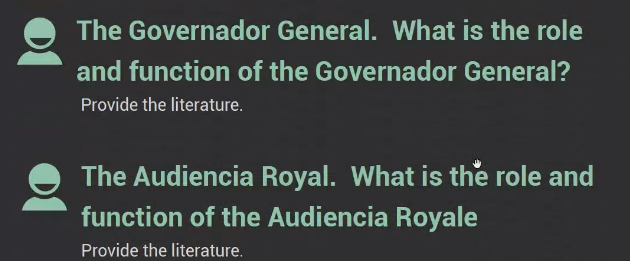 The Governador General.  What is the role
and function of the Governador General?
Provide the literature.
The Audiencia Royal.  What is the role and
function of the Audiencia Royale
Provide the literature.